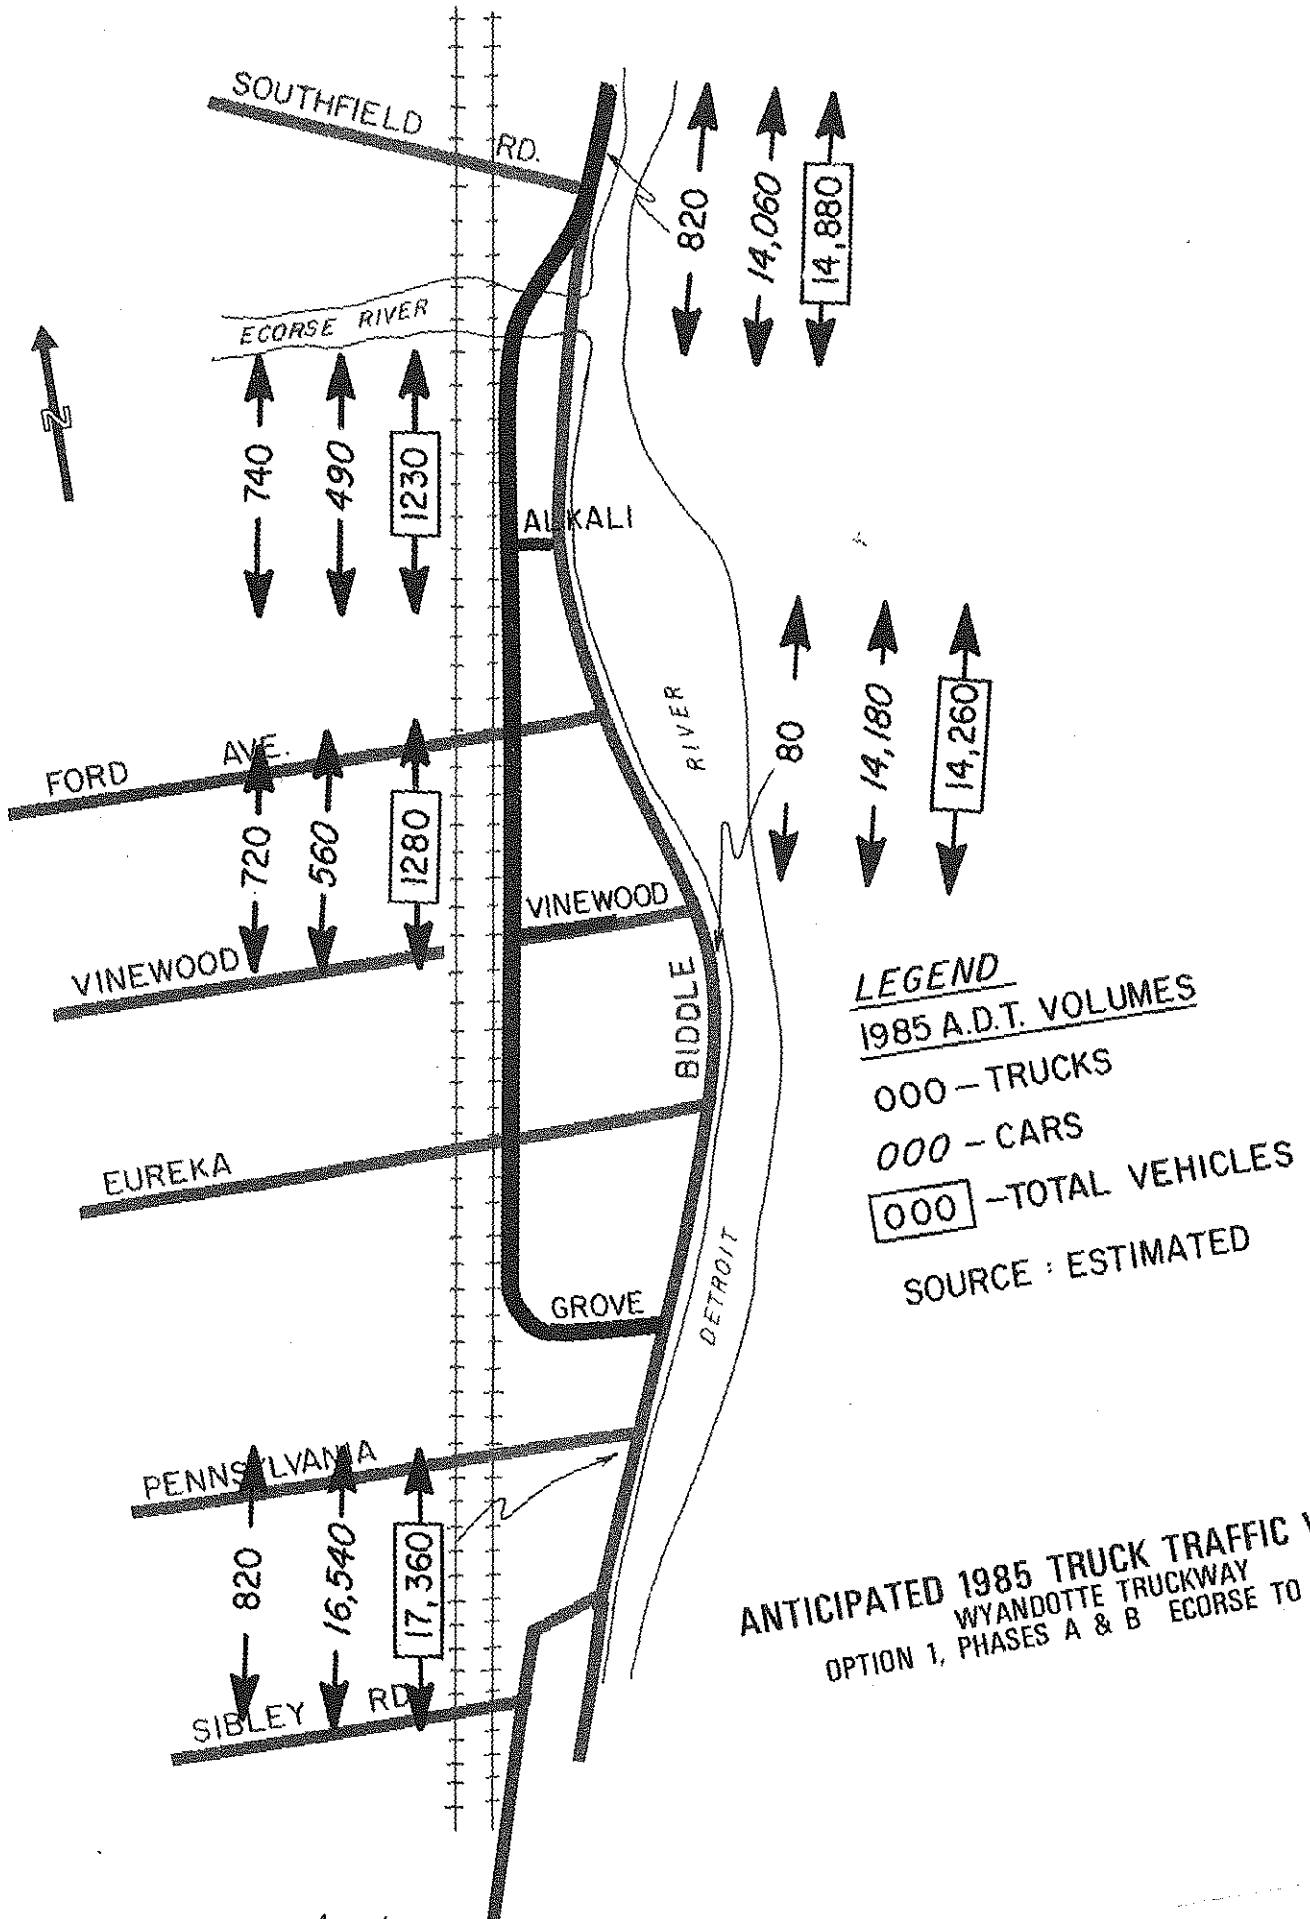 SOUTHFIELD RD.
820
14,060
14,880
ECORSE RIVER
N
740
490
1230
ALKALI
RIVER
80
14,180
14,260
FORD AVE.
720
560
1280
VINEWOOD
VINEWOOD
BIDDLE
LEGEND
1985 A.D.T. VOLUMES
000 - TRUCKS
000 - CARS
000 - TOTAL VEHICLES
SOURCE : ESTIMATED
EUREKA
GROVE
DETROIT
PENNSYLVANIA
820
16,540
17,360
SIBLEY RD
ANTICIPATED 1985 TRUCK TRAFFIC
WYANDOTTE TRUCKWAY
OPTION 1, PHASES A & B ECORSE TO